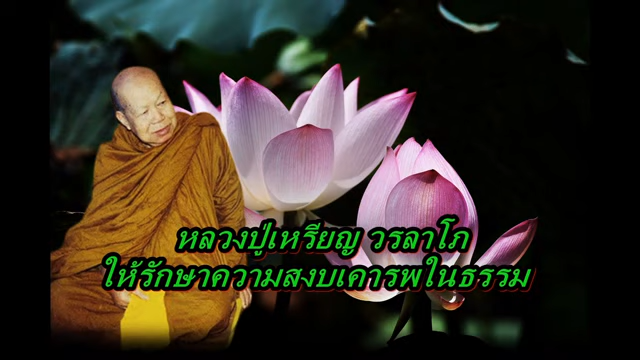 หลวงปู่เหรียญ วรลาโภ
ให้รักษาความสงบเคารพในธรรม